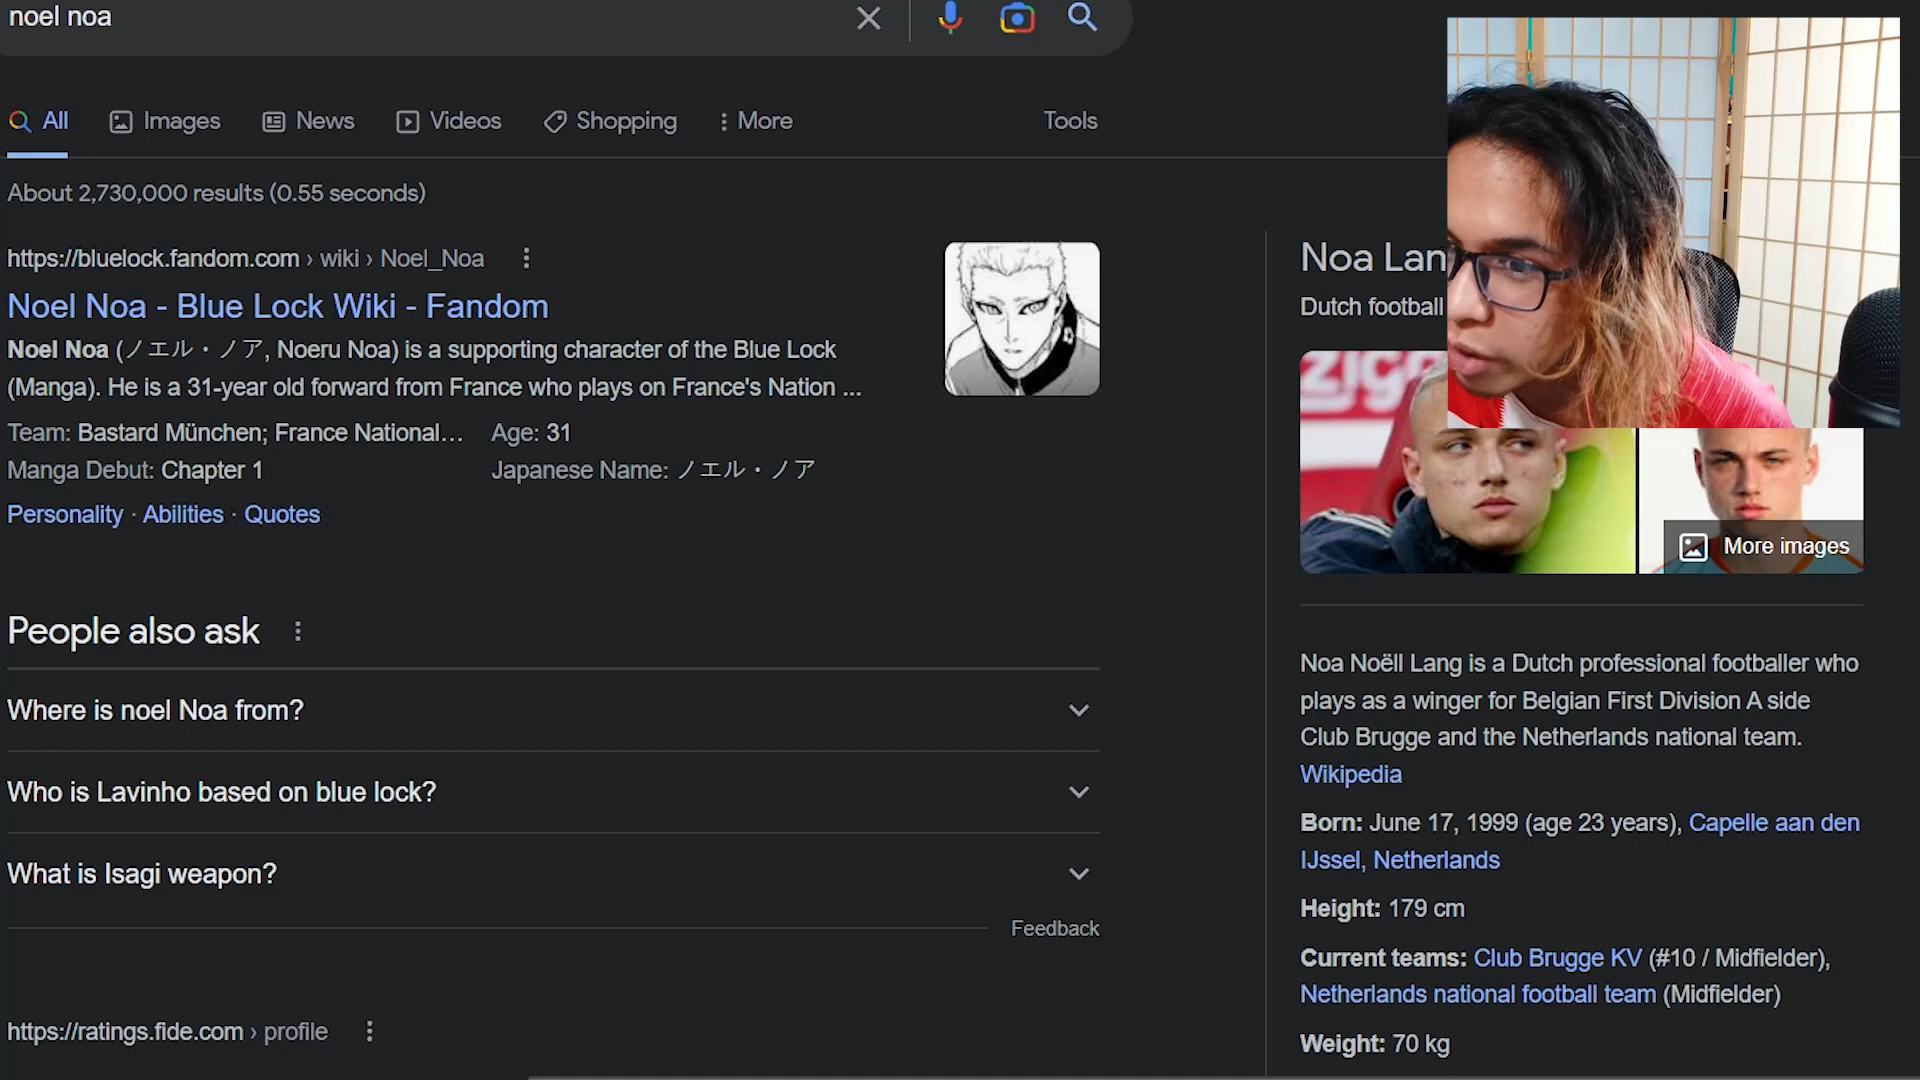 noel noa
All
Images
News
Videos
Shopping
More
Tools
About 2,730,000 results (0.55 seconds)
https://bluelock.fandom.com › wiki › Noel_Noa
Noel Noa - Blue Lock Wiki - Fandom
Noel Noa (ノエル・ノア, Noeru Noa) is a supporting character of the Blue Lock
(Manga). He is a 31-year old forward from France who plays on France's Nation ...
Team: Bastard München; France National… Age: 31
Manga Debut: Chapter 1 Japanese Name: ノエル・ノア
Personality · Abilities · Quotes
People also ask
Where is noel Noa from?
Who is Lavinho based on blue lock?
What is Isagi weapon?
Feedback
https://ratings.fide.com › profile
Noa Lan
Dutch football
More images
Noa Noëll Lang is a Dutch professional footballer who
plays as a winger for Belgian First Division A side
Club Brugge and the Netherlands national team.
Wikipedia
Born: June 17, 1999 (age 23 years), Capelle aan den
IJssel, Netherlands
Height: 179 cm
Current teams: Club Brugge KV (#10 / Midfielder),
Netherlands national football team (Midfielder)
Weight: 70 kg